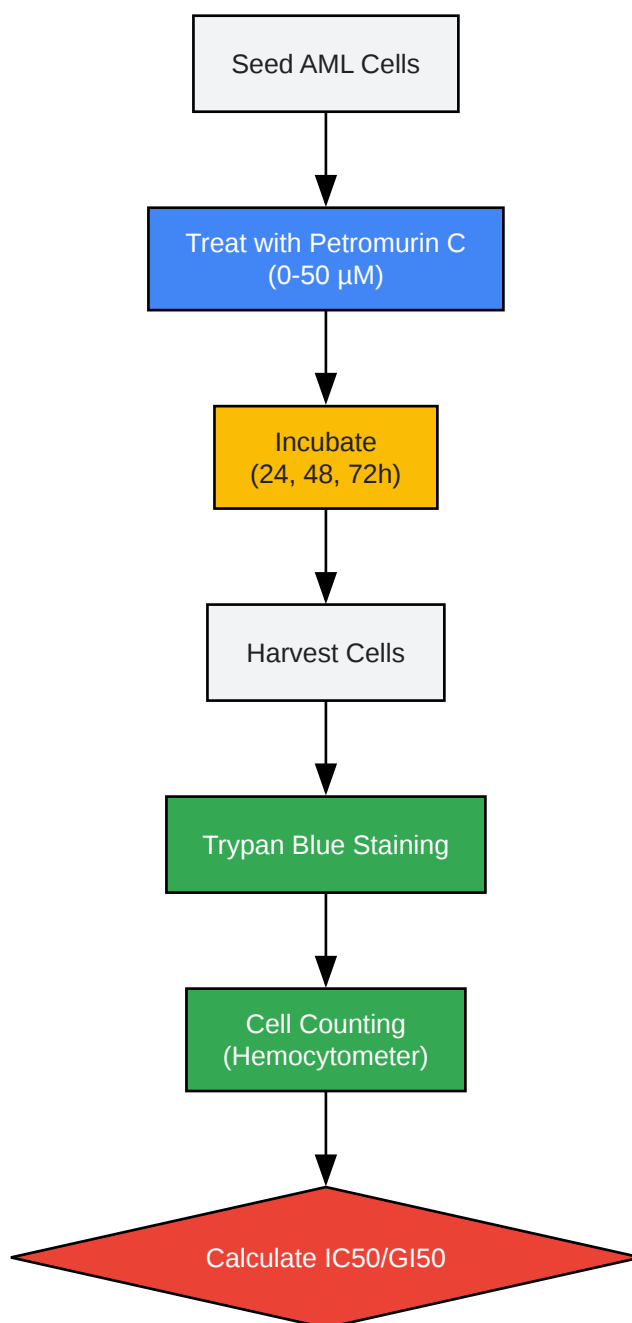 Seed AML Cells
Treat with Petromurin C
(0-50 µM)
Incubate
(24, 48, 72h)
Harvest Cells
Trypan Blue Staining
Cell Counting
(Hemocytometer)
Calculate IC50/GI50